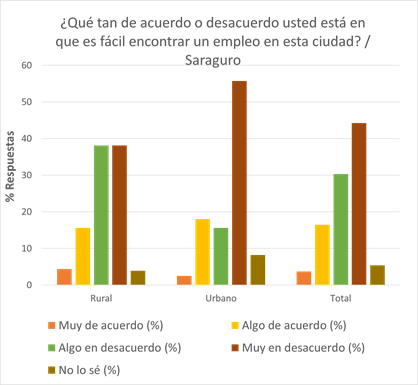 ¿Qué tan de acuerdo o desacuerdo usted está en
que es fácil encontrar un empleo en esta ciudad? /
Saraguro
% Respuestas
60
50
40
30
20
10
0
Rural Urbano Total
Muy de acuerdo (%) Algo de acuerdo (%)
Algo en desacuerdo (%) Muy en desacuerdo (%)
No lo sé (%)